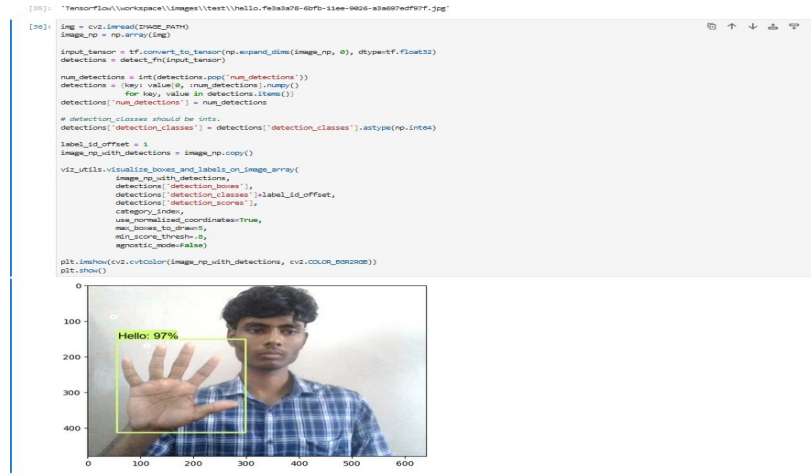 [35]: 'Tensorflow\\workspace\\images\\test\\hello.fe3a3a78-6bfb-11ee-9026-a3a697edf97f.jpg'
[36]: img = cv2.imread(IMAGE_PATH)
image_np = np.array(img)
input_tensor = tf.convert_to_tensor(np.expand_dims(image_np, 0), dtype=tf.float32)
detections = detect_fn(input_tensor)
num_detections = int(detections.pop('num_detections'))
detections = {key: value[0, :num_detections].numpy()
for key, value in detections.items()}
detections['num_detections'] = num_detections
# detection_classes should be ints.
detections['detection_classes'] = detections['detection_classes'].astype(np.int64)
label_id_offset = 1
image_np_with_detections = image_np.copy()
viz_utils.visualize_boxes_and_labels_on_image_array(
image_np_with_detections,
detections['detection_boxes'],
detections['detection_classes']+label_id_offset,
detections['detection_scores'],
category_index,
use_normalized_coordinates=True,
max_boxes_to_draw=5,
min_score_thresh=.8,
agnostic_mode=False)
plt.imshow(cv2.cvtColor(image_np_with_detections, cv2.COLOR_BGR2RGB))
plt.show()
0
100
Hello: 97%
200
300
400
0 100 200 300 400 500 600